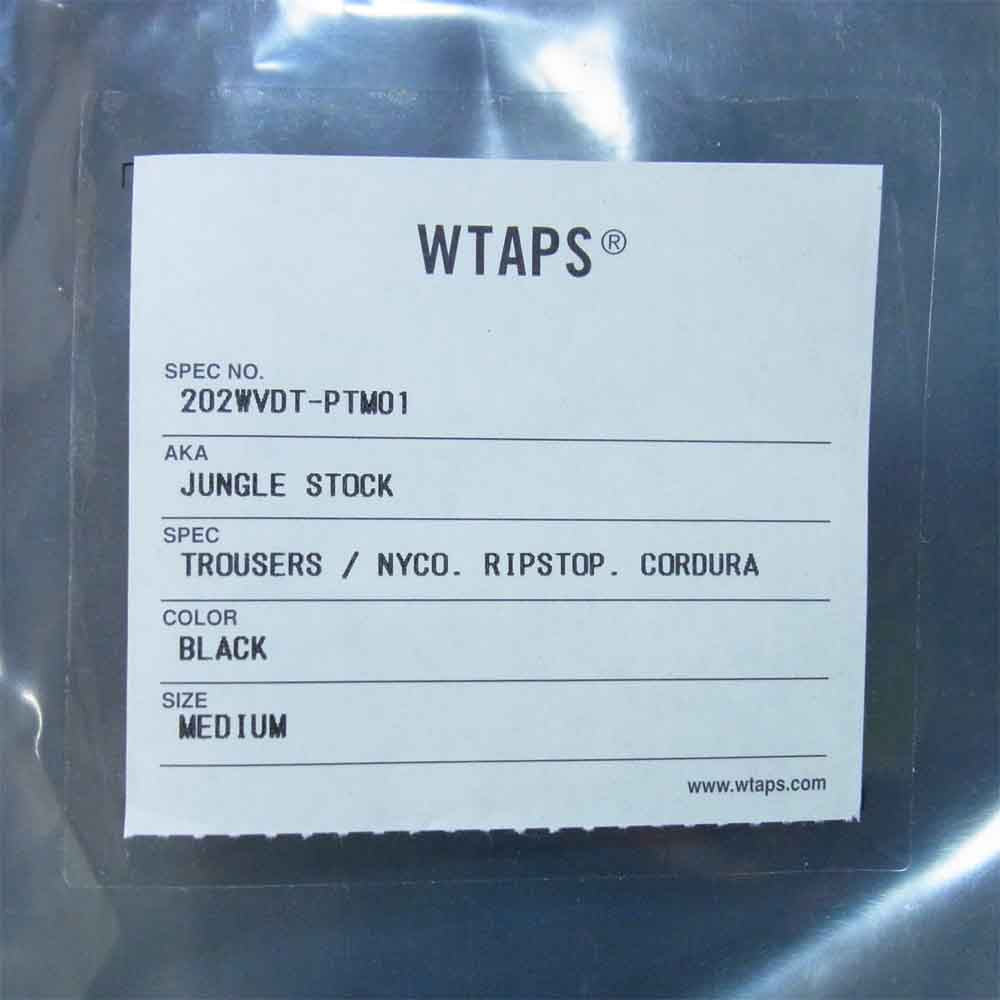 WTAPS®
SPEC NO.
202WVDT-PTM01
AKA
JUNGLE STOCK
SPEC
TROUSERS / NYCO. RIPSTOP. CORDURA
COLOR
BLACK
SIZE
MEDIUM
www.wtaps.com